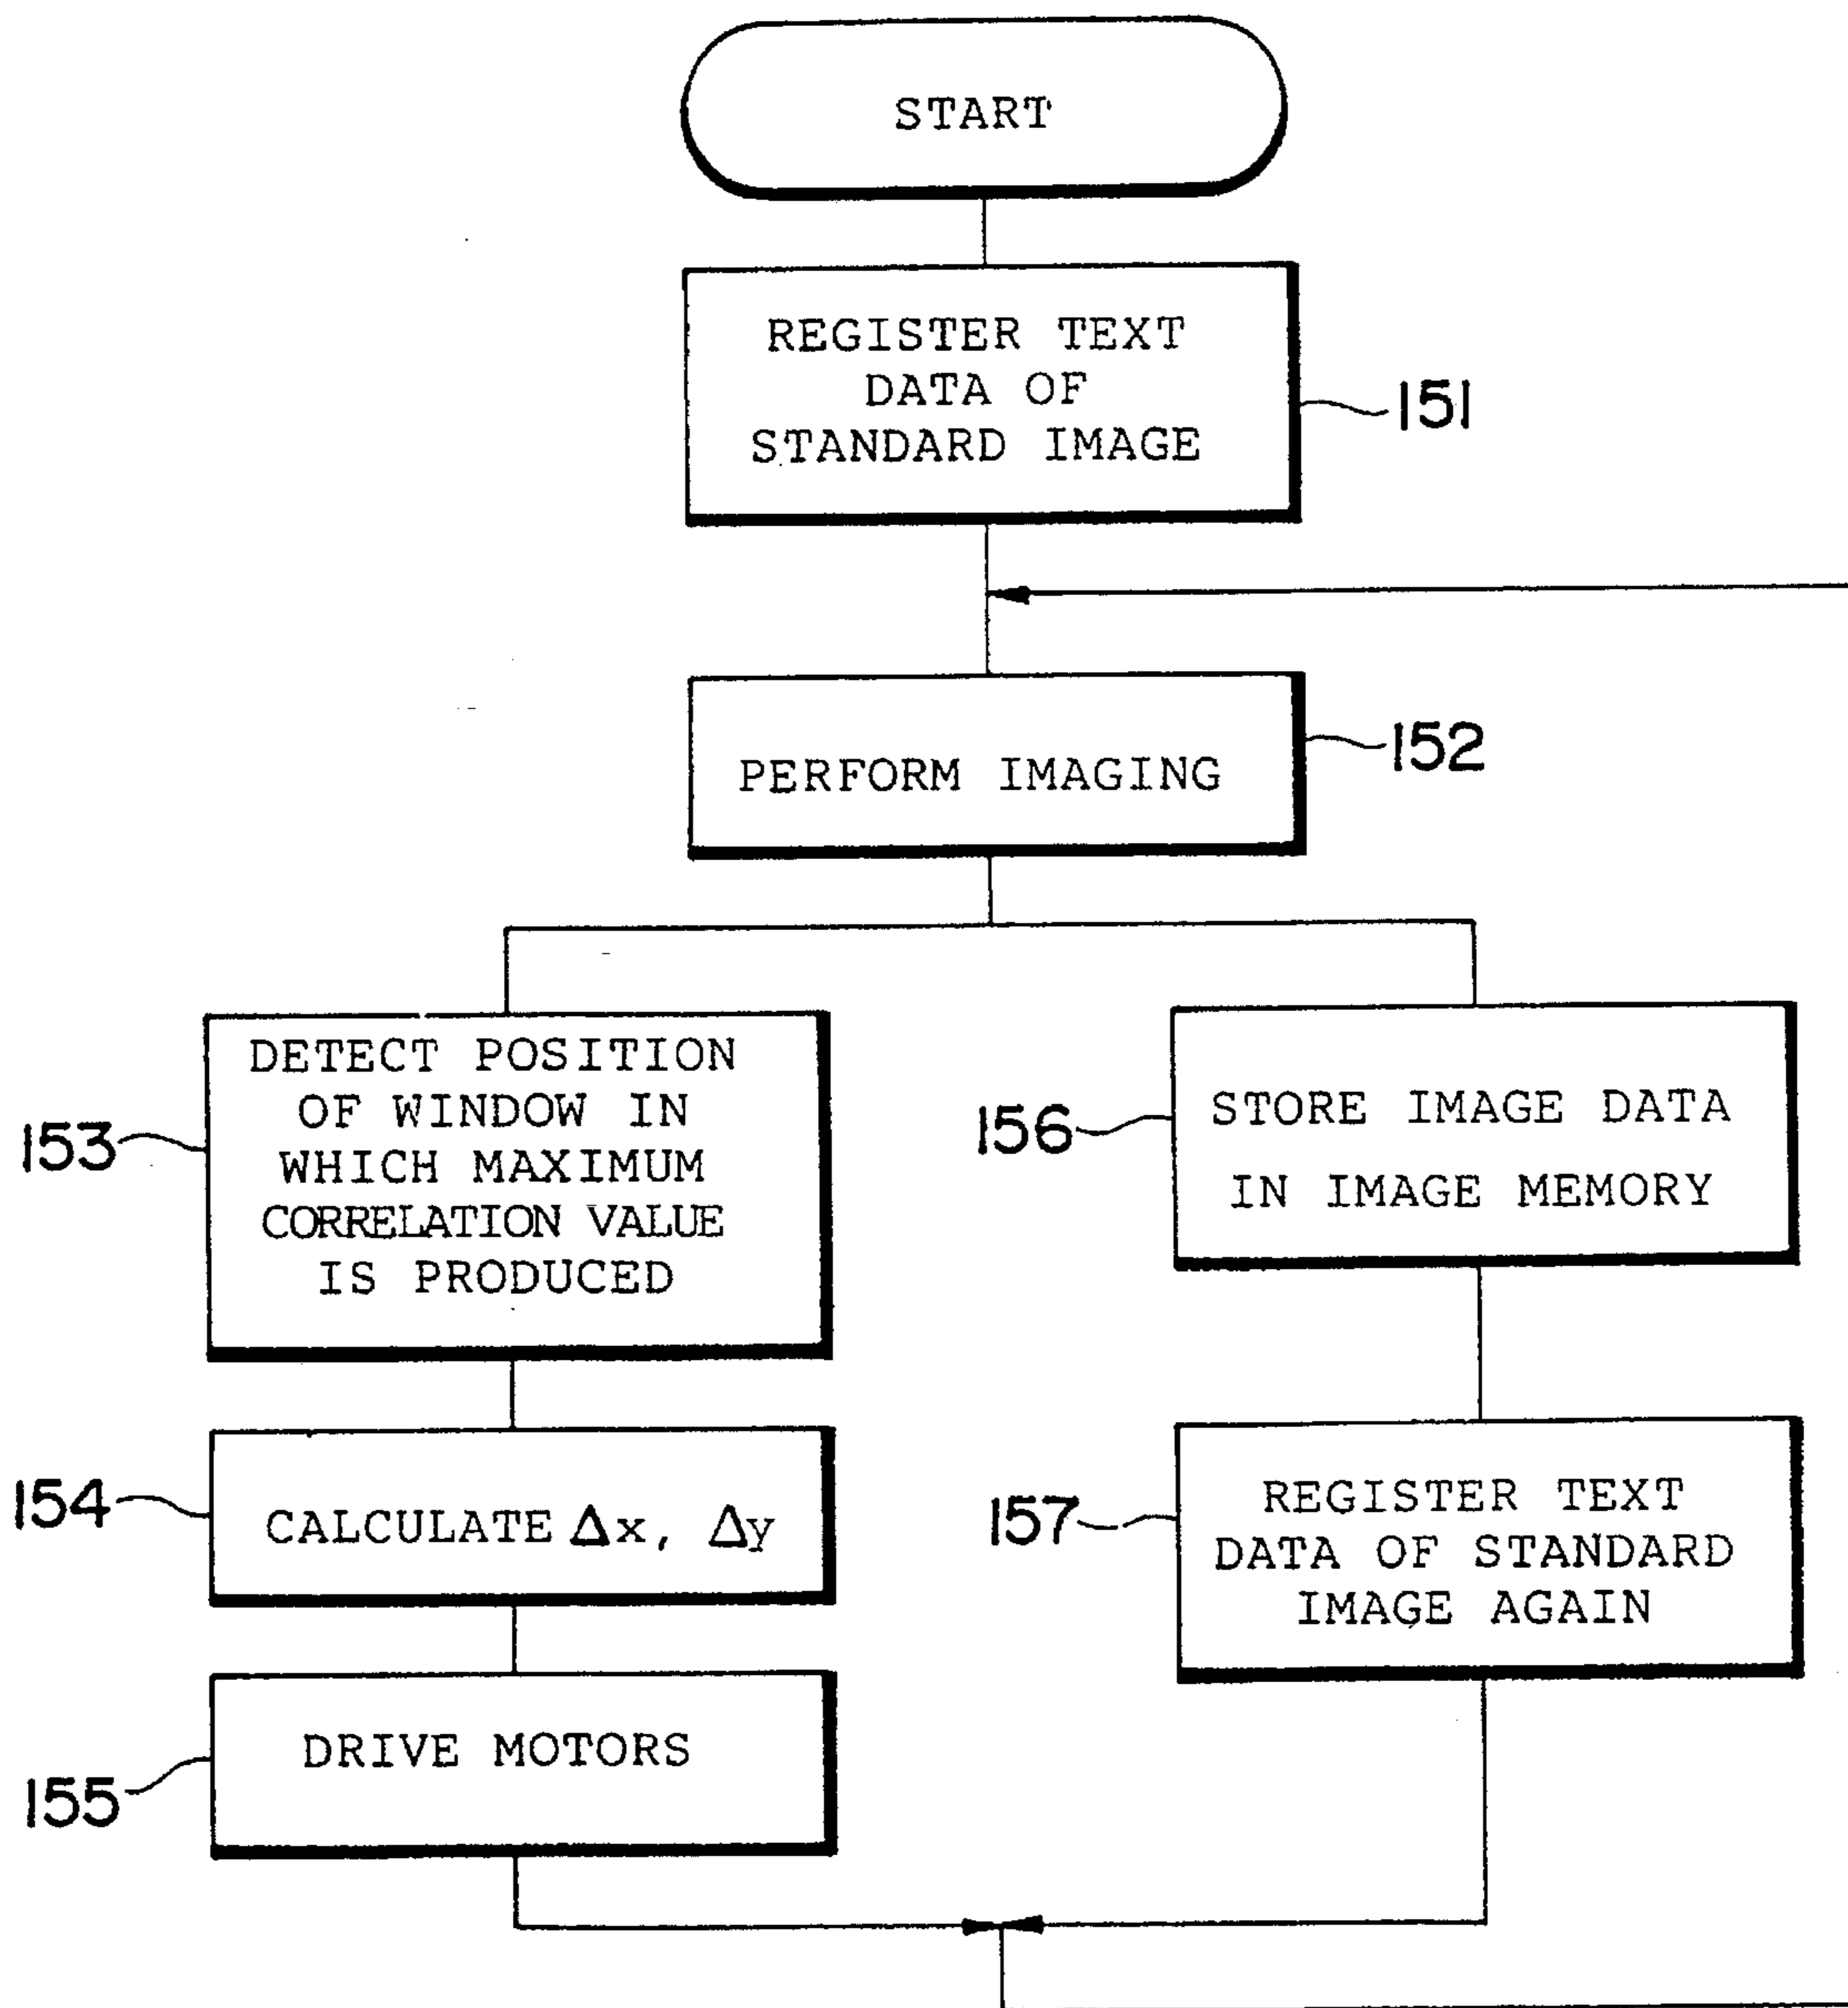 START
REGISTER TEXT
DATA OF
STANDARD IMAGE
151
PERFORM IMAGING
152
DETECT POSITION
OF WINDOW IN
WHICH MAXIMUM
CORRELATION VALUE
IS PRODUCED
153
STORE IMAGE DATA
IN IMAGE MEMORY
156
CALCULATE Δx, Δy
154
REGISTER TEXT
DATA OF STANDARD
IMAGE AGAIN
157
DRIVE MOTORS
155